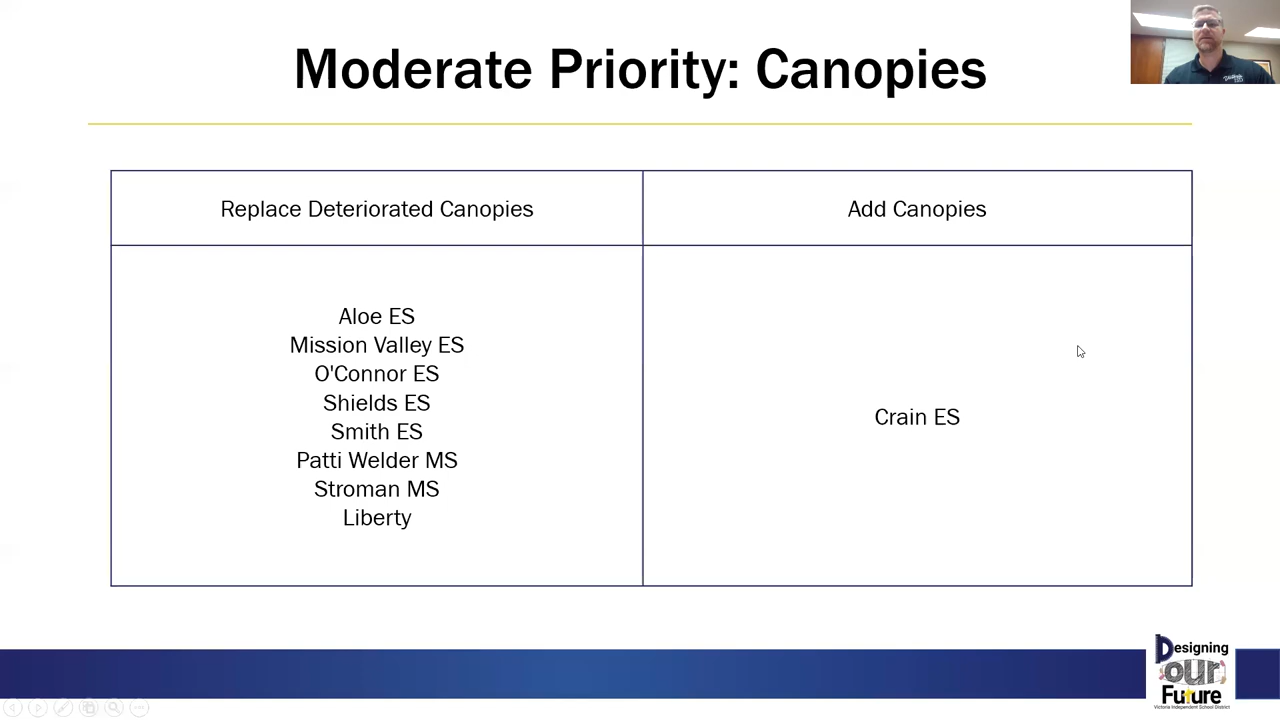 Moderate Priority: Canopies
Replace Deteriorated Canopies
Add Canopies
Aloe ES
Mission Valley ES
O'Connor ES
Shields ES
Smith ES
Patti Welder MS
Stroman MS
Liberty
Crain ES
Designing
our
Future
Victoria Independent School District